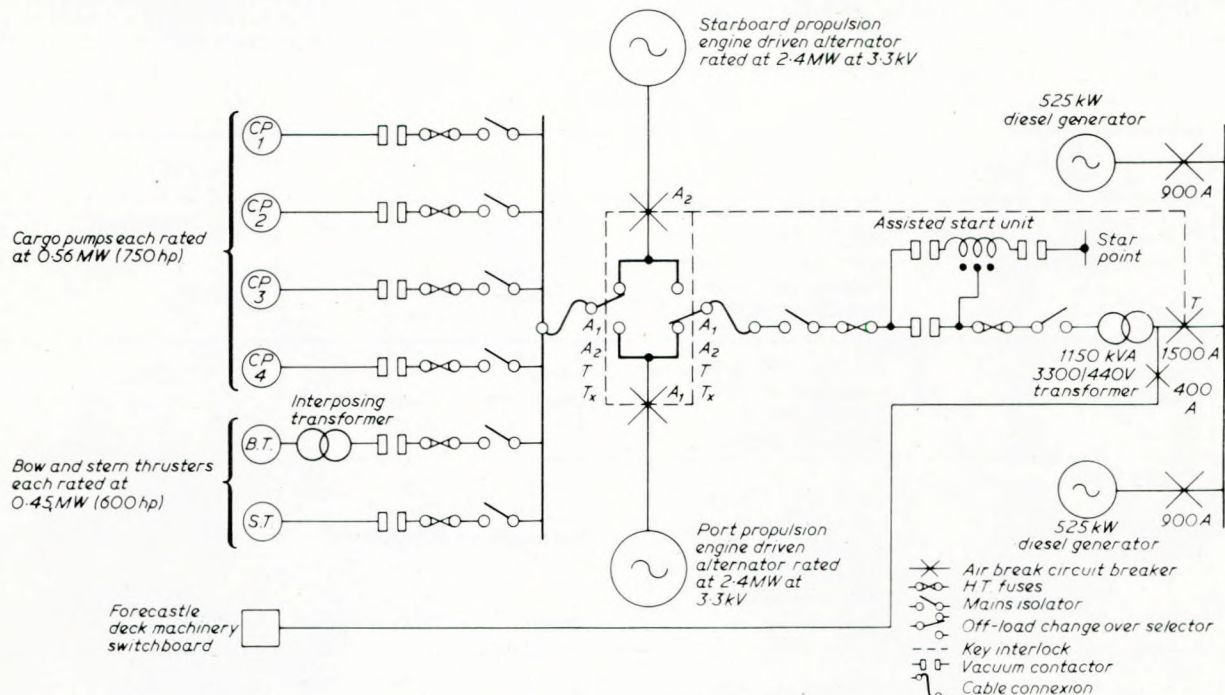 Starboard propulsion
engine driven alternator
rated at 2·4MW at 3·3kV
525 kW
diesel generator
900 A
CP
1
CP
2
Cargo pumps each rated
at 0·56 MW (750 hp)
CP
3
CP
4
A2
Assisted start unit
Star
point
A1
A2
T
Tx
A1
A2
T
Tx
T
1150 kVA
3300/440V
transformer
1500 A
400
A
A1
Interposing
transformer
B.T.
Bow and stern thrusters
each rated at
0·45 MW (600 hp)
S.T.
Port propulsion
engine driven
alternator rated
at 2·4MW at
3·3kV
525 kW
diesel generator
900 A
Forecastle
deck machinery
switchboard
Air break circuit breaker
H.T. fuses
Mains isolator
Off-load change over selector
Key interlock
Vacuum contactor
Cable connexion